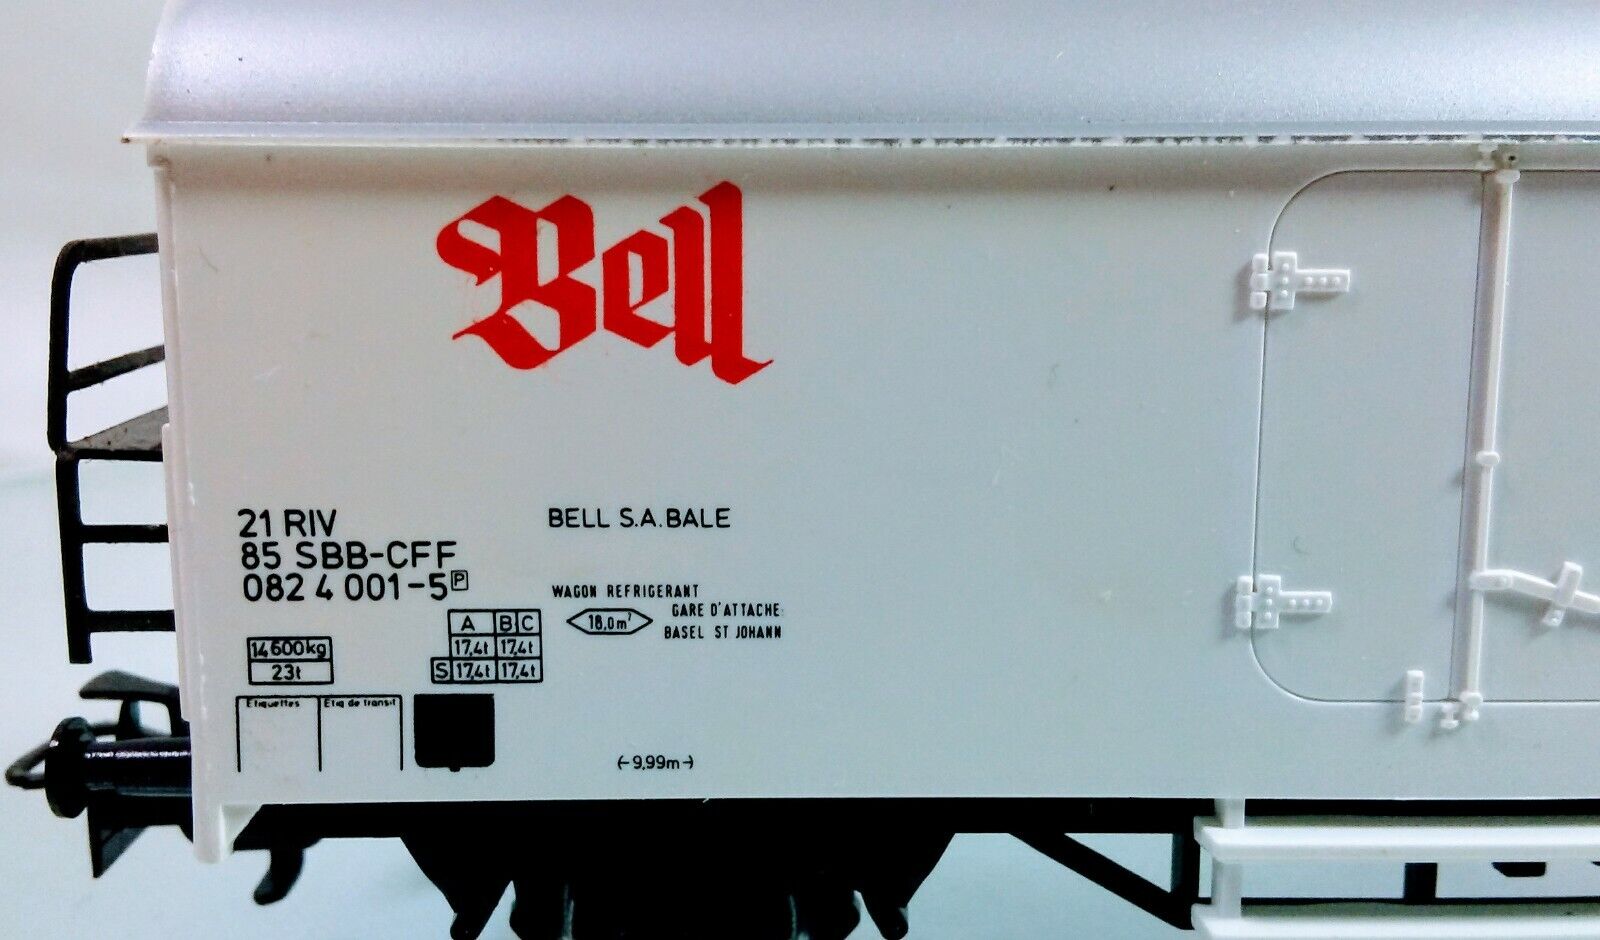 Bell
21 RIV
85 SBB-CFF
082 4 001-5 P
BELL S.A. BALE
WAGON REFRIGERANT
18,0m²
GARE D'ATTACHE:
BASEL ST JOHANN
14600kg
23t
A B C
17,4t 17,4t
S 17,4t 17,4t
Etiquettes
Etiq de transit
9,99m